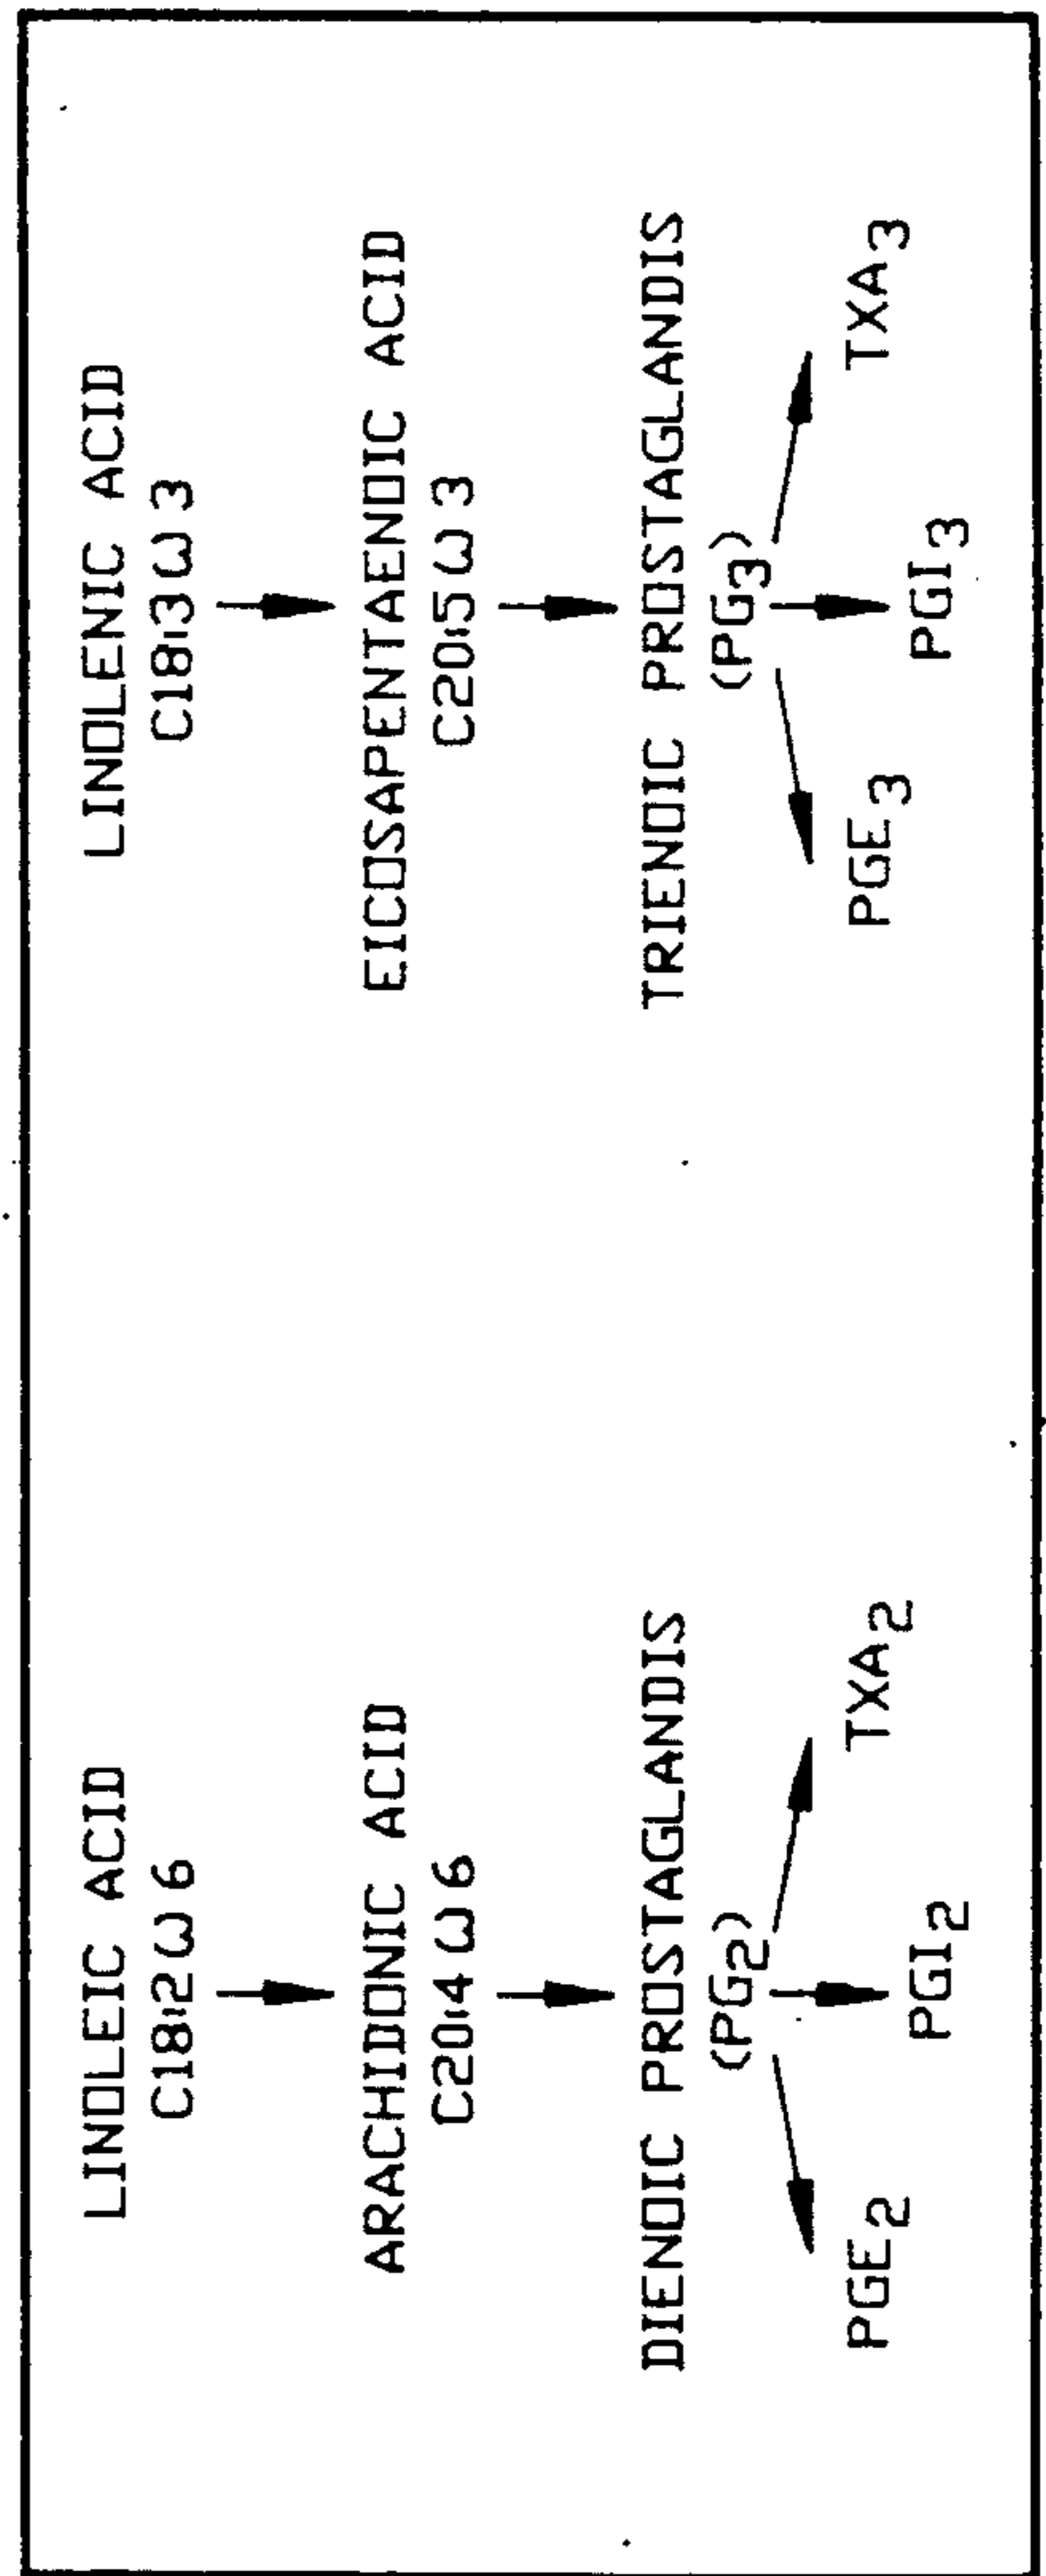 LINOLEIC ACID
C18:2 ω 6
ARACHIDONIC ACID
C20:4 ω 6
DIENOIC PROSTAGLANDIS
(PG2)
PGE2
PGI2
TXA2
LINOLENIC ACID
C18:3 ω 3
EICOSAPENTAENOIC ACID
C20:5 ω 3
TRIENOIC PROSTAGLANDIS
(PG3)
PGE3
PGI3
TXA3